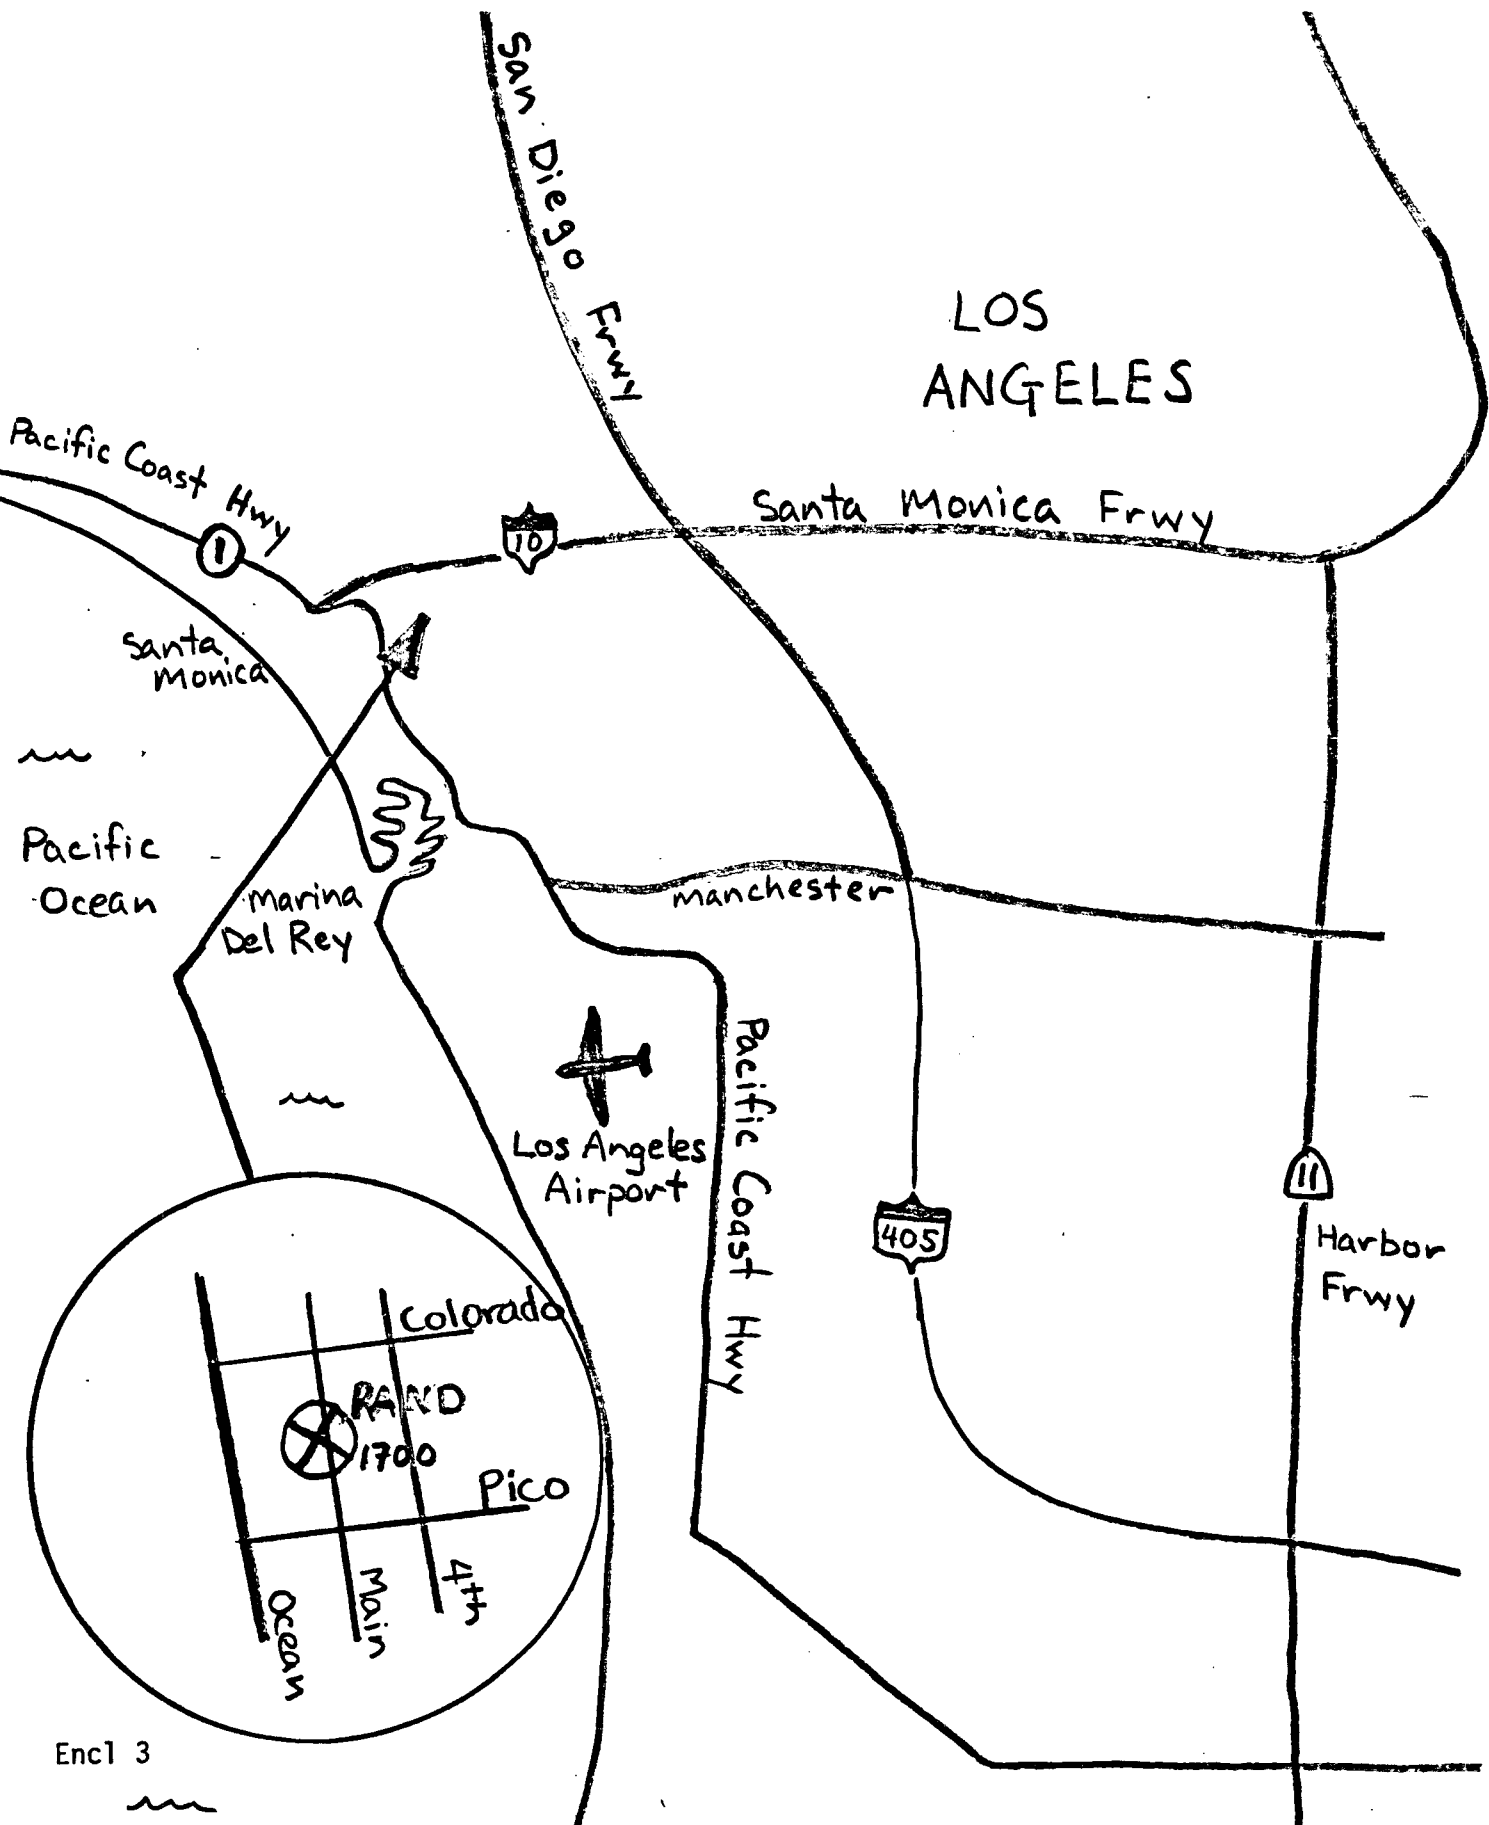 San Diego Frwy
LOS
ANGELES
Pacific Coast Hwy
1
10
Santa Monica Frwy
Santa
Monica
Pacific
Ocean
Marina
Del Rey
manchester
Los Angeles
Airport
Pacific Coast Hwy
405
11
Harbor
Frwy
Colorado
RAND
1700
Pico
Ocean
Main
4th
Encl 3